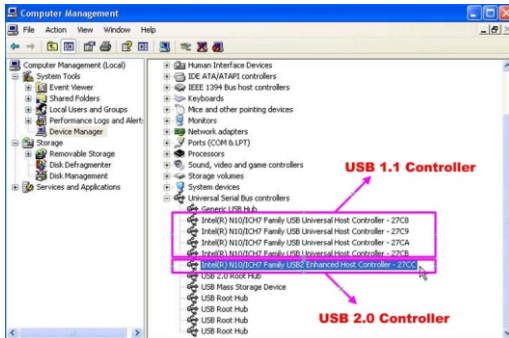 Computer Management
File Action View Window Help
Computer Management (Local)
System Tools
Event Viewer
Shared Folders
Local Users and Groups
Performance Logs and Alerts
Device Manager
Storage
Removable Storage
Disk Defragmenter
Disk Management
Services and Applications
Human Interface Devices
IDE ATA/ATAPI controllers
IEEE 1394 Bus host controllers
Keyboards
Mice and other pointing devices
Monitors
Network adapters
Ports (COM & LPT)
Processors
Sound, video and game controllers
Storage volumes
System devices
Universal Serial Bus controllers
Generic USB Hub
Intel(R) N10/ICH7 Family USB Universal Host Controller - 27C8
Intel(R) N10/ICH7 Family USB Universal Host Controller - 27C9
Intel(R) N10/ICH7 Family USB Universal Host Controller - 27CA
Intel(R) N10/ICH7 Family USB Universal Host Controller - 27CB
Intel(R) N10/ICH7 Family USB2 Enhanced Host Controller - 27CC
USB 2.0 Root Hub
USB Mass Storage Device
USB Root Hub
USB Root Hub
USB Root Hub
USB Root Hub
USB 1.1 Controller
USB 2.0 Controller